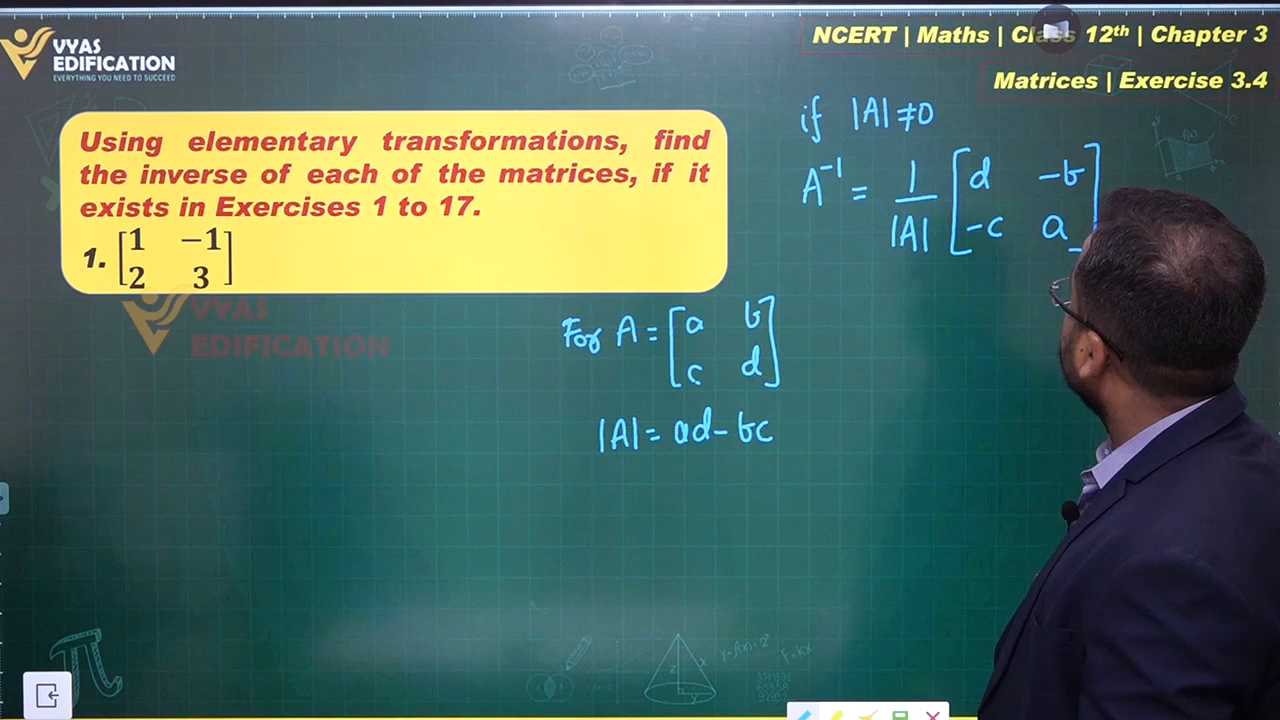 VYAS
EDIFICATION
EVERYTHING YOU NEED TO SUCCEED
NCERT | Maths | Class 12th | Chapter 3
Matrices | Exercise 3.4
Using elementary transformations, find
the inverse of each of the matrices, if it
exists in Exercises 1 to 17.
1. [1 −1]
[2 3]
VYAS
EDIFICATION
if |A| ≠ 0
A⁻¹ = 1/|A| [d -b]
[-c a]
For A = [a b]
[c d]
|A| = ad - bc